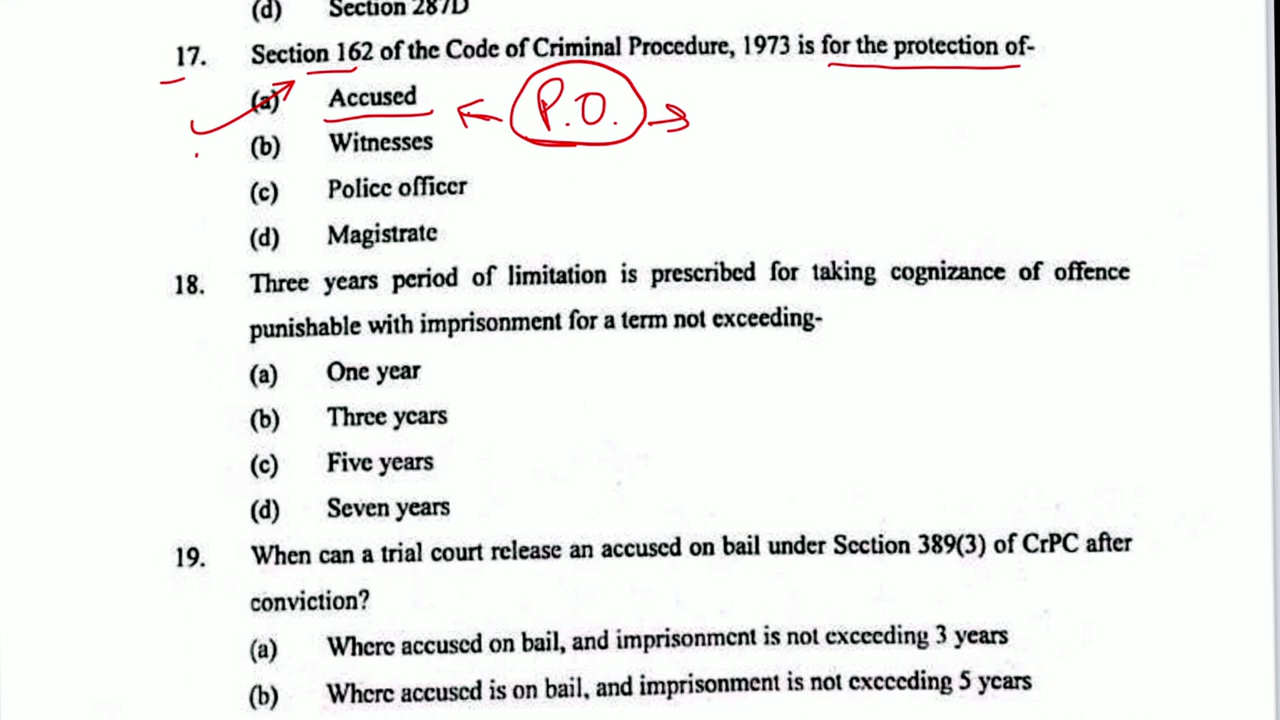 (d) Section 287D
17. Section 162 of the Code of Criminal Procedure, 1973 is for the protection of-
(a) Accused
P.O.
(b) Witnesses
(c) Police officer
(d) Magistrate
18. Three years period of limitation is prescribed for taking cognizance of offence
punishable with imprisonment for a term not exceeding-
(a) One year
(b) Three years
(c) Five years
(d) Seven years
19. When can a trial court release an accused on bail under Section 389(3) of CrPC after
conviction?
(a) Where accused on bail, and imprisonment is not exceeding 3 years
(b) Where accused is on bail, and imprisonment is not exceeding 5 years